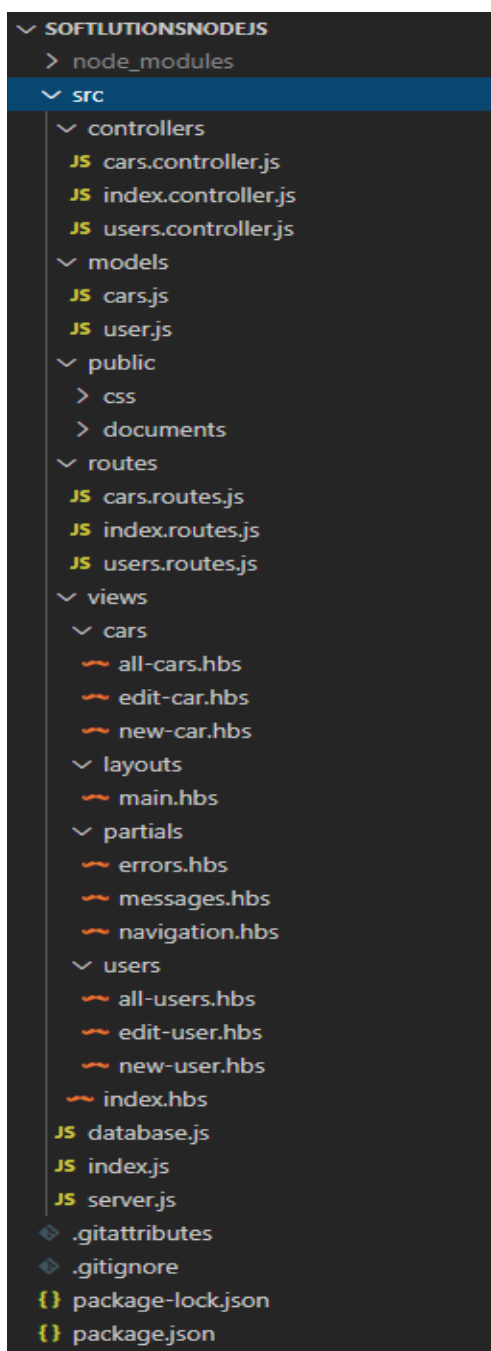 SOFTLUTIONSNODEJS
node_modules
src
controllers
JS cars.controller.js
JS index.controller.js
JS users.controller.js
models
JS cars.js
JS user.js
public
css
documents
routes
JS cars.routes.js
JS index.routes.js
JS users.routes.js
views
cars
all-cars.hbs
edit-car.hbs
new-car.hbs
layouts
main.hbs
partials
errors.hbs
messages.hbs
navigation.hbs
users
all-users.hbs
edit-user.hbs
new-user.hbs
index.hbs
JS database.js
JS index.js
JS server.js
.gitattributes
.gitignore
{} package-lock.json
{} package.json